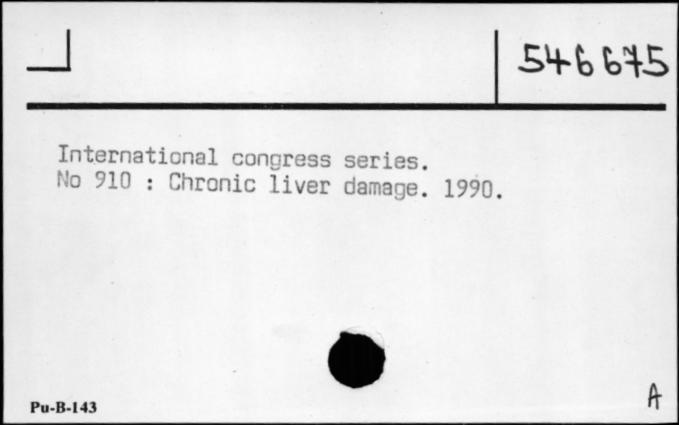 546675
International congress series.
No 910 : Chronic liver damage. 1990.
A
Pu-B-143